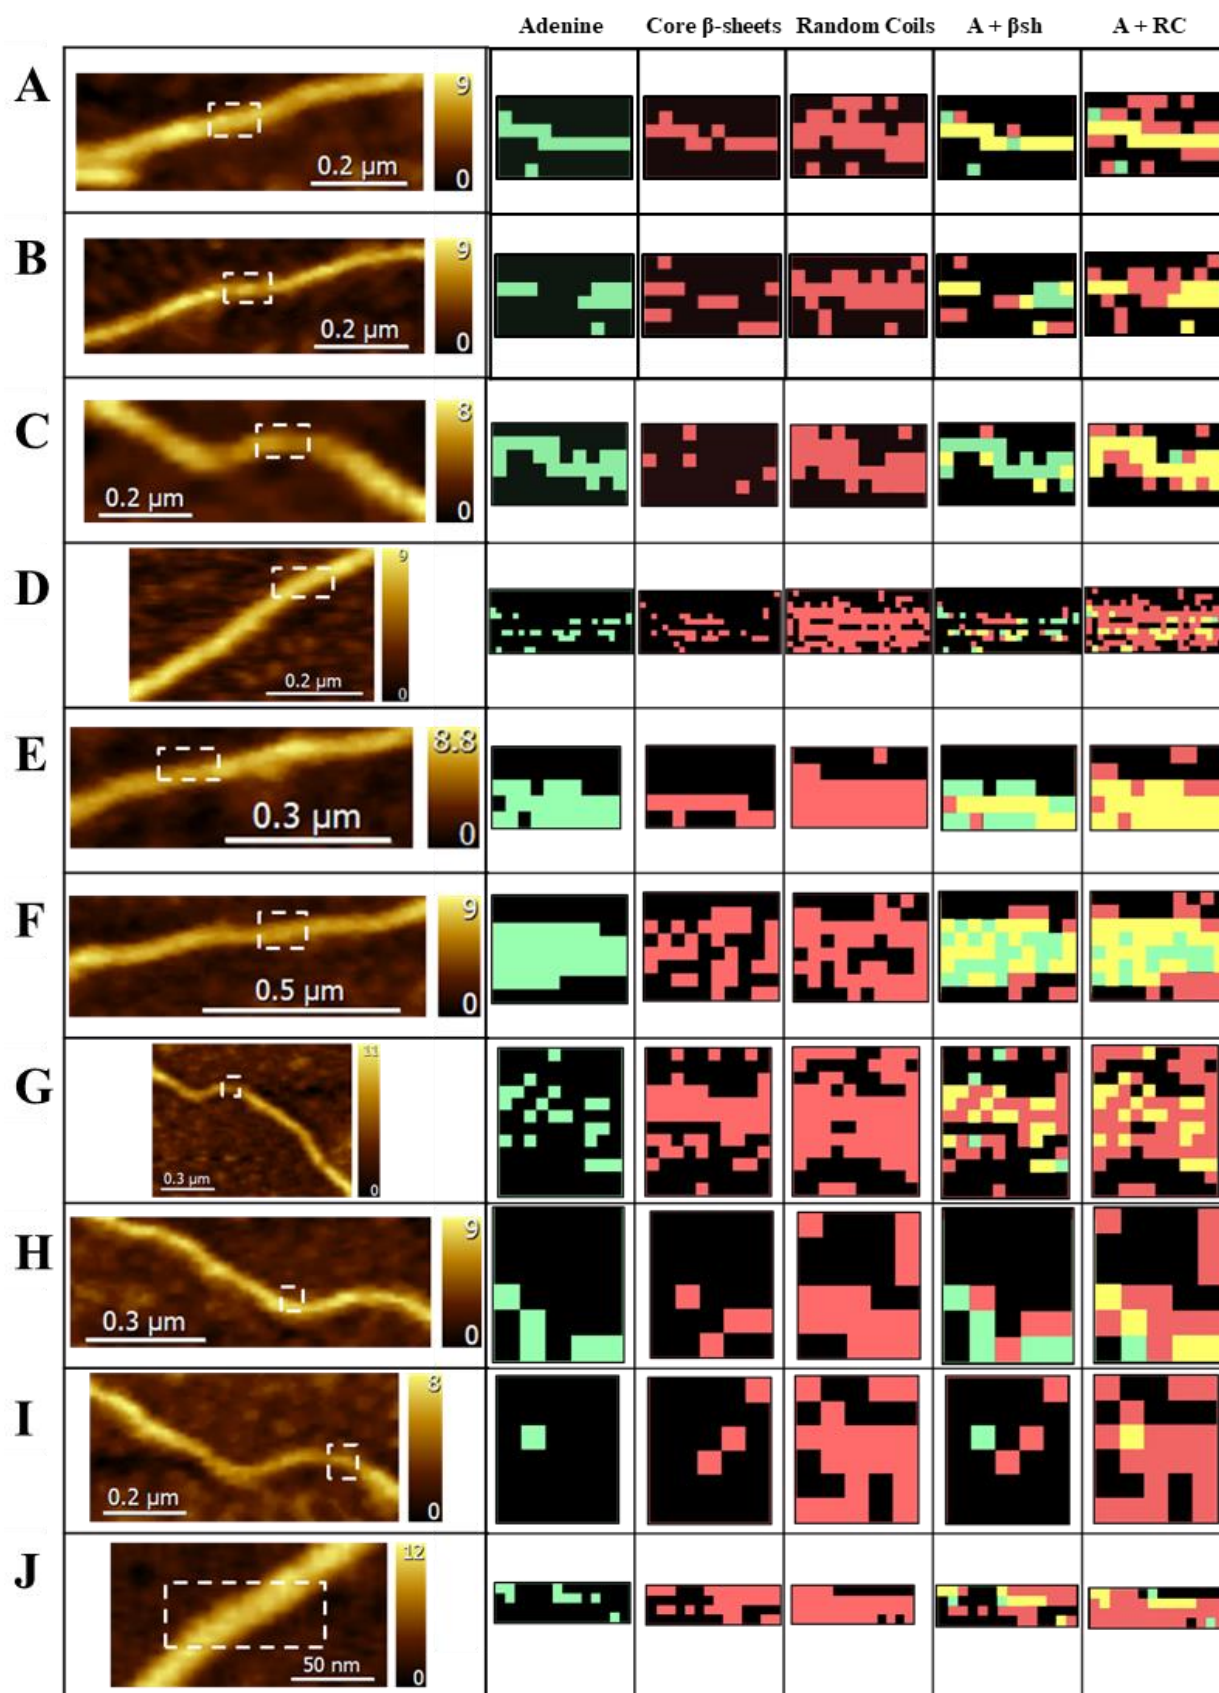 Adenine Core β-sheets Random Coils A + βsh A + RC
A
9
0.2 µm
0
B
9
0.2 µm
0
C
8
0.2 µm
0
D
9
0.2 µm
0
E
8.8
0.3 µm
0
F
9
0.5 µm
0
G
11
0.3 µm
0
H
9
0.3 µm
0
I
8
0.2 µm
0
J
12
50 nm
0